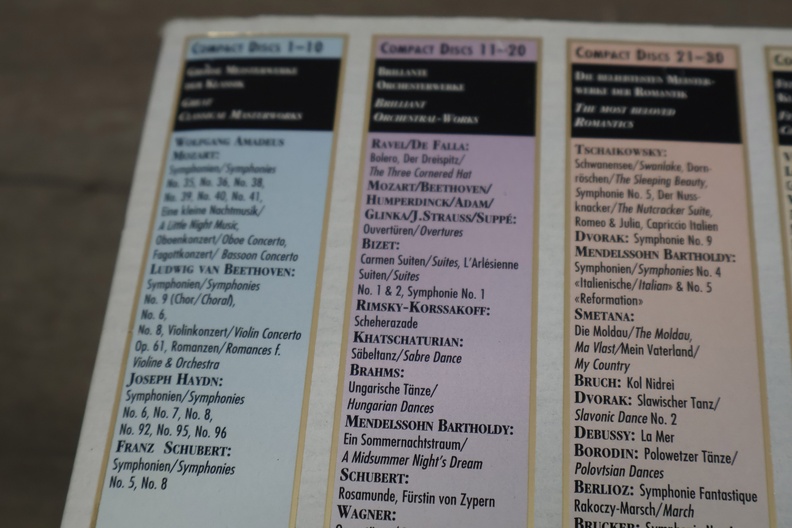 COMPACT DISCS 1–10
GROSSE MEISTERWERKE
DER KLASSIK
GREAT
CLASSICAL MASTERWORKS
WOLFGANG AMADEUS
MOZART:
Symphonien/Symphonies
No. 35, No. 36, No. 38,
No. 39, No. 40, No. 41,
Eine kleine Nachtmusik/
A Little Night Music,
Oboenkonzert/Oboe Concerto,
Fagottkonzert/ Bassoon Concerto
LUDWIG VAN BEETHOVEN:
Symphonien/Symphonies
No. 9 (Chor/Choral),
No. 6,
No. 8, Violinkonzert/Violin Concerto
Op. 61, Romanzen/Romances f.
Violine & Orchestra
JOSEPH HAYDN:
Symphonien/Symphonies
No. 6, No. 7, No. 8,
No. 92, No. 95, No. 96
FRANZ SCHUBERT:
Symphonien/Symphonies
No. 5, No. 8
COMPACT DISCS 11–20
BRILLANTE
ORCHESTERWERKE
BRILLIANT
ORCHESTRAL-WORKS
RAVEL/DE FALLA:
Bolero, Der Dreispitz/
The Three Cornered Hat
MOZART/BEETHOVEN/
HUMPERDINCK/ADAM/
GLINKA/J.STRAUSS/SUPPÉ:
Ouvertüren/Overtures
BIZET:
Carmen Suiten/Suites, L'Arlèsienne
Suiten/Suites
No. 1 & 2, Symphonie No. 1
RIMSKY-KORSSAKOFF:
Scheherazade
KHATSCHATURIAN:
Säbeltanz/Sabre Dance
BRAHMS:
Ungarische Tänze/
Hungarian Dances
MENDELSSOHN BARTHOLDY:
Ein Sommernachtstraum/
A Midsummer Night's Dream
SCHUBERT:
Rosamunde, Fürstin von Zypern
WAGNER:
COMPACT DISCS 21–30
DIE BELIEBTESTEN MEISTER-
WERKE DER ROMANTIK
THE MOST BELOVED
ROMANTICS
TSCHAIKOWSKY:
Schwanensee/Swanlake, Dorn-
röschen/The Sleeping Beauty,
Symphonie No. 5, Der Nuss-
knacker/The Nutcracker Suite,
Romeo & Julia, Capriccio Italien
DVORAK: Symphonie No. 9
MENDELSSOHN BARTHOLDY:
Symphonien/Symphonies No. 4
«Italienische/Italian» & No. 5
«Reformation»
SMETANA:
Die Moldau/The Moldau,
Ma Vlast/Mein Vaterland/
My Country
BRUCH: Kol Nidrei
DVORAK: Slawischer Tanz/
Slavonic Dance No. 2
DEBUSSY: La Mer
BORODIN: Polowetzer Tänze/
Polovtsian Dances
BERLIOZ: Symphonie Fantastique
Rakoczy-Marsch/March